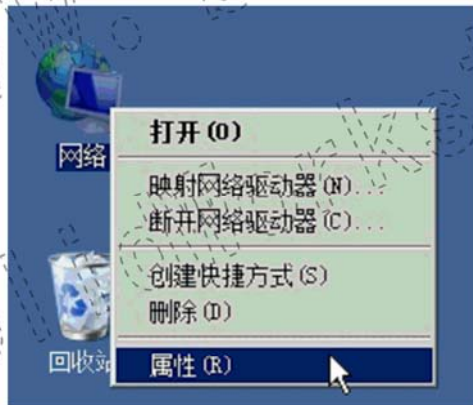 网络
打开(O)
映射网络驱动器(N)...
断开网络驱动器(C)...
创建快捷方式(S)
删除(D)
回收站
属性(R)